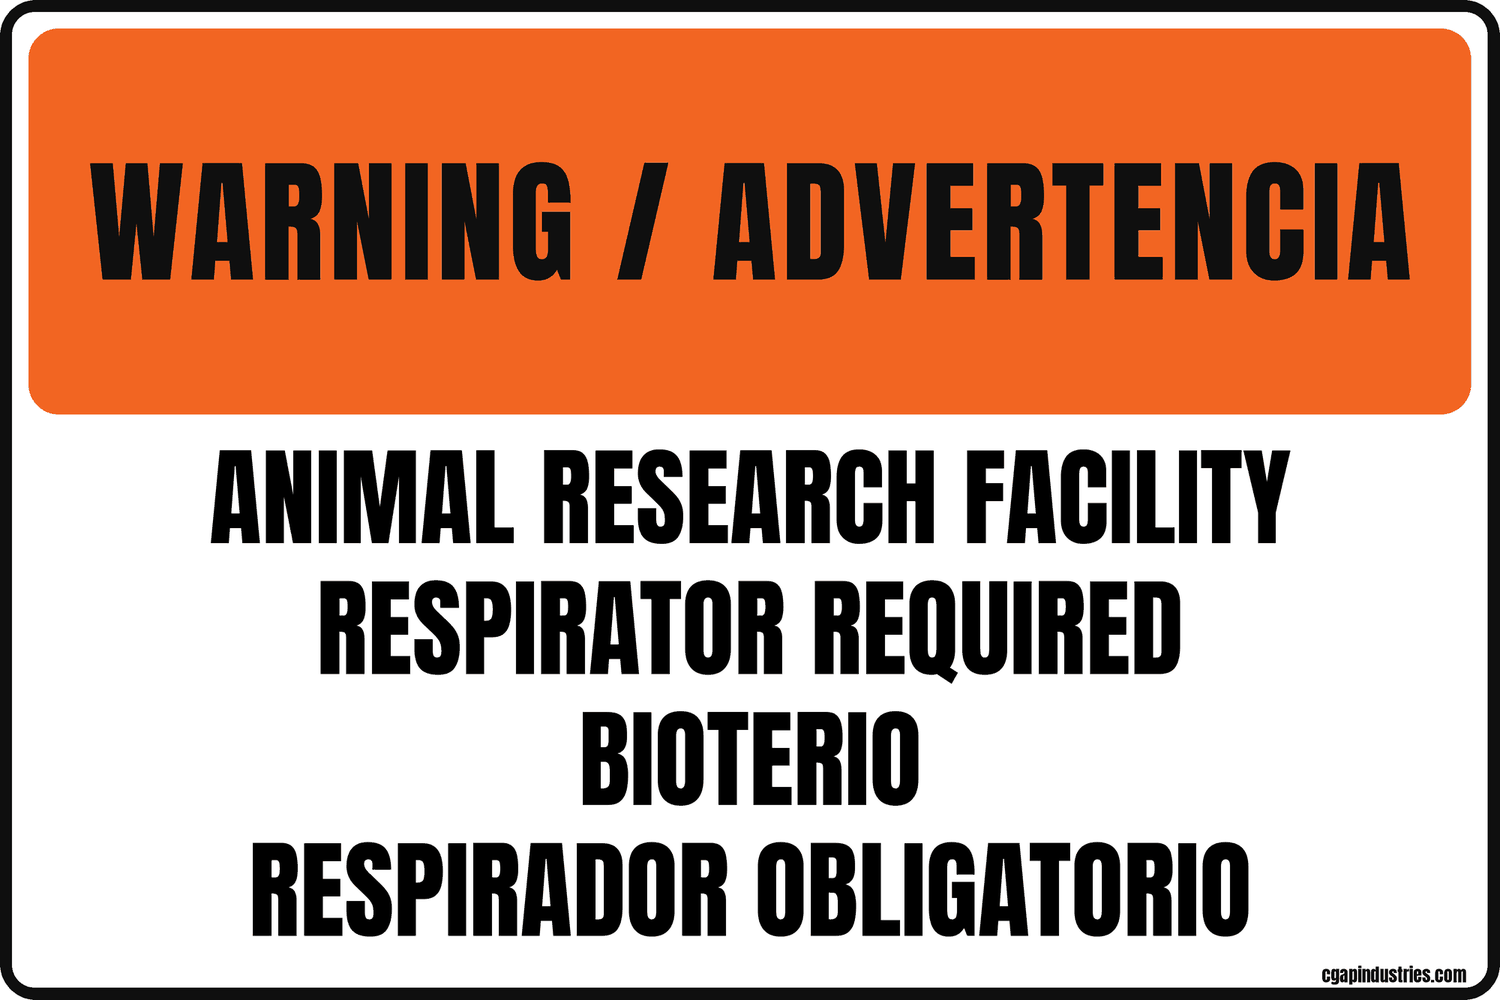 WARNING / ADVERTENCIA
ANIMAL RESEARCH FACILITY
RESPIRATOR REQUIRED
BIOTERIO
RESPIRADOR OBLIGATORIO
cgapindustries.com